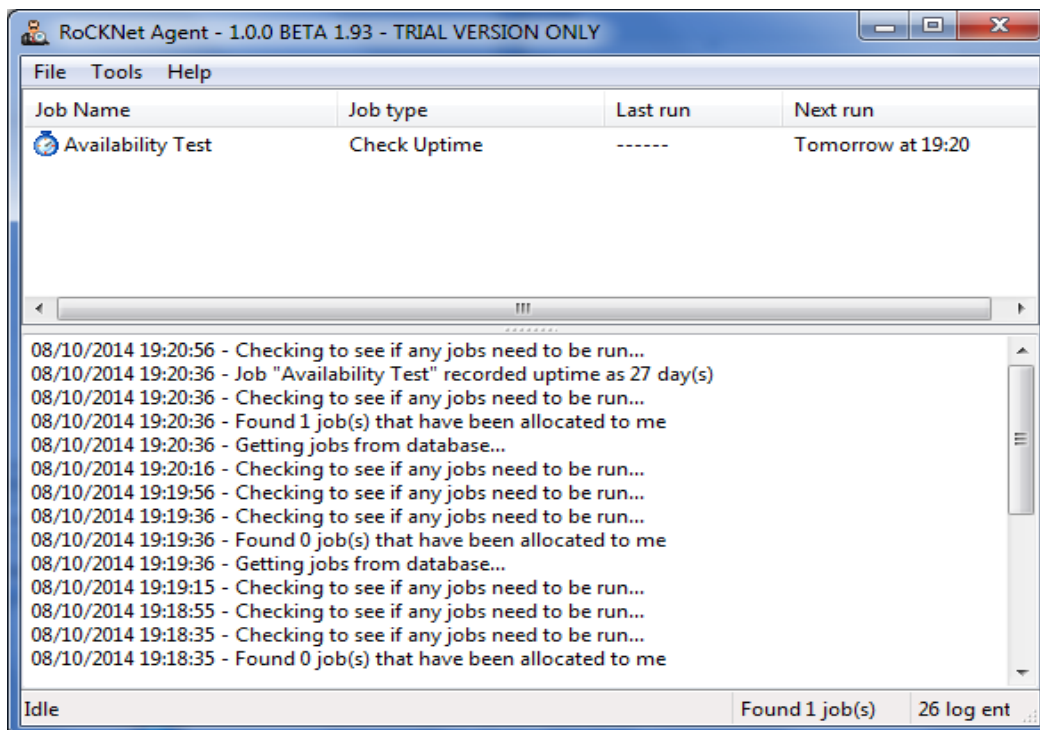 RoCKNet Agent - 1.0.0 BETA 1.93 - TRIAL VERSION ONLY
File Tools Help
Job Name Job type Last run Next run
Availability Test Check Uptime ------ Tomorrow at 19:20
08/10/2014 19:20:56 - Checking to see if any jobs need to be run...
08/10/2014 19:20:36 - Job "Availability Test" recorded uptime as 27 day(s)
08/10/2014 19:20:36 - Checking to see if any jobs need to be run...
08/10/2014 19:20:36 - Found 1 job(s) that have been allocated to me
08/10/2014 19:20:36 - Getting jobs from database...
08/10/2014 19:20:16 - Checking to see if any jobs need to be run...
08/10/2014 19:19:56 - Checking to see if any jobs need to be run...
08/10/2014 19:19:36 - Checking to see if any jobs need to be run...
08/10/2014 19:19:36 - Found 0 job(s) that have been allocated to me
08/10/2014 19:19:36 - Getting jobs from database...
08/10/2014 19:19:15 - Checking to see if any jobs need to be run...
08/10/2014 19:18:55 - Checking to see if any jobs need to be run...
08/10/2014 19:18:35 - Checking to see if any jobs need to be run...
08/10/2014 19:18:35 - Found 0 job(s) that have been allocated to me
Idle Found 1 job(s) 26 log ent